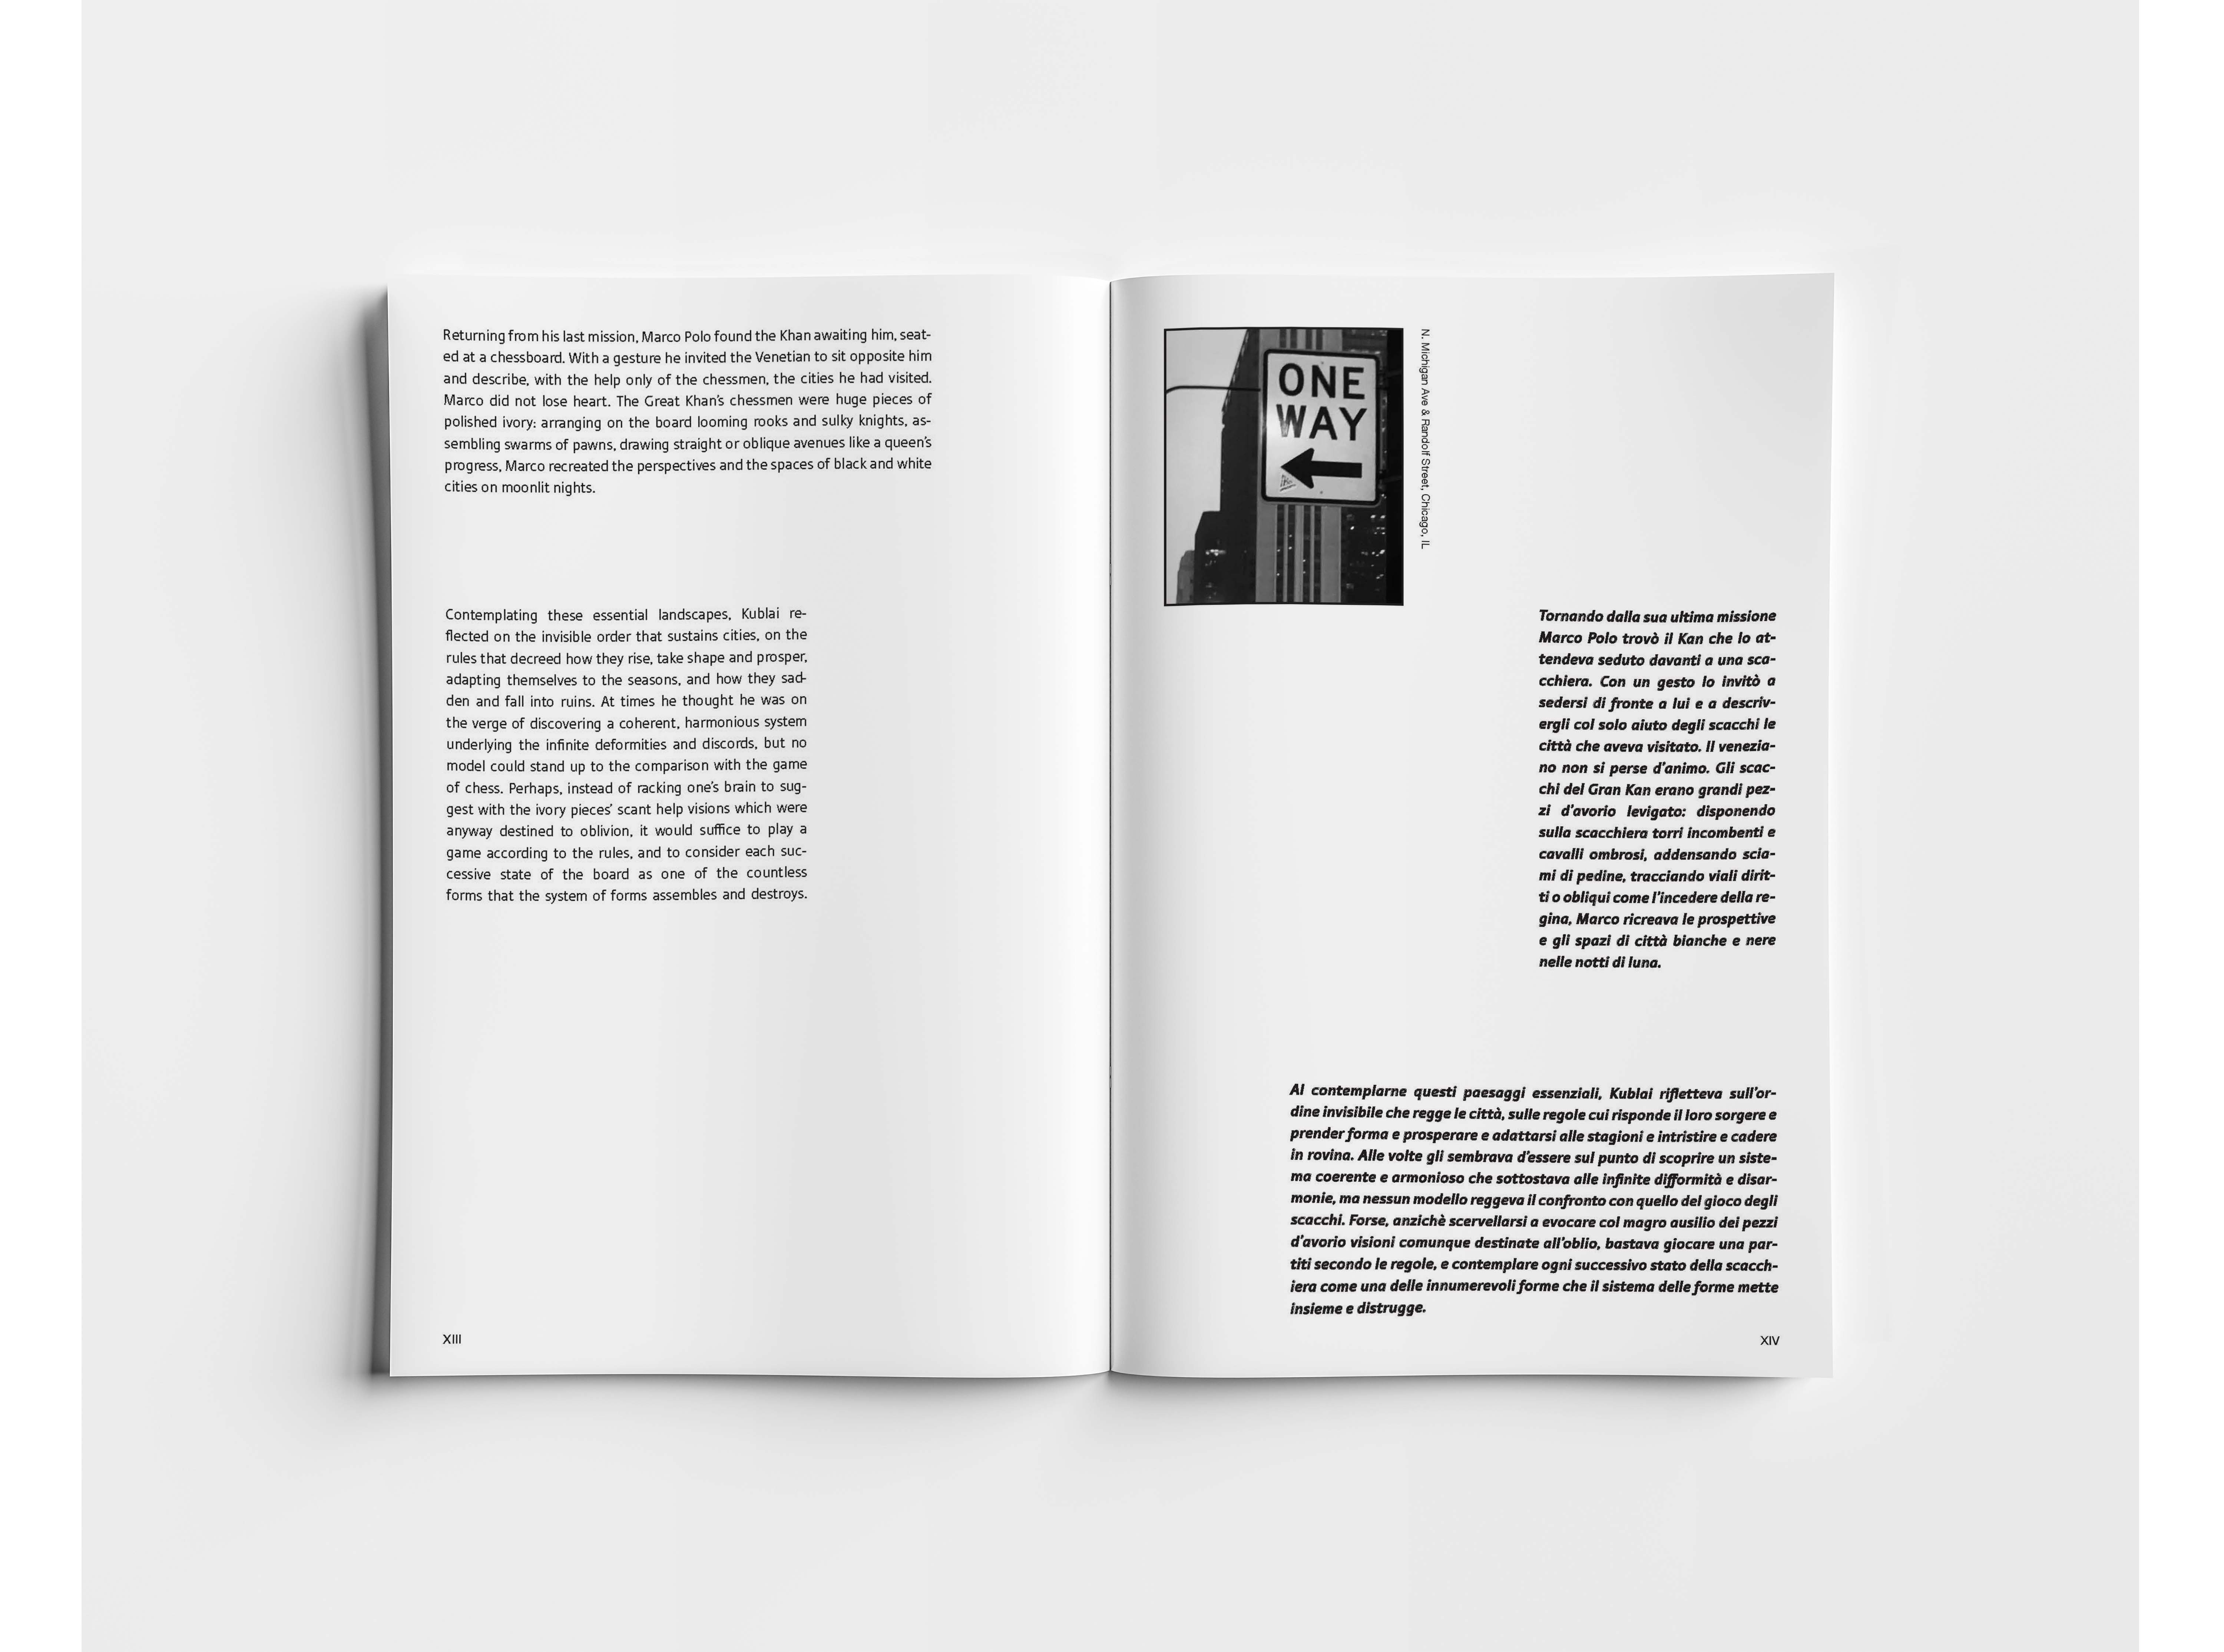 Returning from his last mission, Marco Polo found the Khan awaiting him, seat-
ed at a chessboard. With a gesture he invited the Venetian to sit opposite him
and describe, with the help only of the chessmen, the cities he had visited.
Marco did not lose heart. The Great Khan's chessmen were huge pieces of
polished ivory: arranging on the board looming rooks and sulky knights, as-
sembling swarms of pawns, drawing straight or oblique avenues like a queen's
progress, Marco recreated the perspectives and the spaces of black and white
cities on moonlit nights.
Contemplating these essential landscapes, Kublai re-
flected on the invisible order that sustains cities, on the
rules that decreed how they rise, take shape and prosper,
adapting themselves to the seasons, and how they sad-
den and fall into ruins. At times he thought he was on
the verge of discovering a coherent, harmonious system
underlying the infinite deformities and discords, but no
model could stand up to the comparison with the game
of chess. Perhaps, instead of racking one's brain to sug-
gest with the ivory pieces' scant help visions which were
anyway destined to oblivion, it would suffice to play a
game according to the rules, and to consider each suc-
cessive state of the board as one of the countless
forms that the system of forms assembles and destroys.
XIII
ONE
WAY
N. Michigan Ave & Randolf Street, Chicago, IL
Tornando dalla sua ultima missione
Marco Polo trovò il Kan che lo at-
tendeva seduto davanti a una sca-
cchiera. Con un gesto lo invitò a
sedersi di fronte a lui e a descriv-
ergli col solo aiuto degli scacchi le
città che aveva visitato. Il venezia-
no non si perse d'animo. Gli scac-
chi del Gran Kan erano grandi pez-
zi d'avorio levigato: disponendo
sulla scacchiera torri incombenti e
cavalli ombrosi, addensando scia-
mi di pedine, tracciando viali dirit-
ti o obliqui come l'incedere della re-
gina, Marco ricreava le prospettive
e gli spazi di città bianche e nere
nelle notti di luna.
Al contemplarne questi paesaggi essenziali, Kublai rifletteva sull'or-
dine invisibile che regge le città, sulle regole cui risponde il loro sorgere e
prender forma e prosperare e adattarsi alle stagioni e intristire e cadere
in rovina. Alle volte gli sembrava d'essere sul punto di scoprire un siste-
ma coerente e armonioso che sottostava alle infinite difformità e disar-
monie, ma nessun modello reggeva il confronto con quello del gioco degli
scacchi. Forse, anzichè scervellarsi a evocare col magro ausilio dei pezzi
d'avorio visioni comunque destinate all'oblio, bastava giocare una par-
titi secondo le regole, e contemplare ogni successivo stato della scacch-
iera come una delle innumerevoli forme che il sistema delle forme mette
insieme e distrugge.
XIV